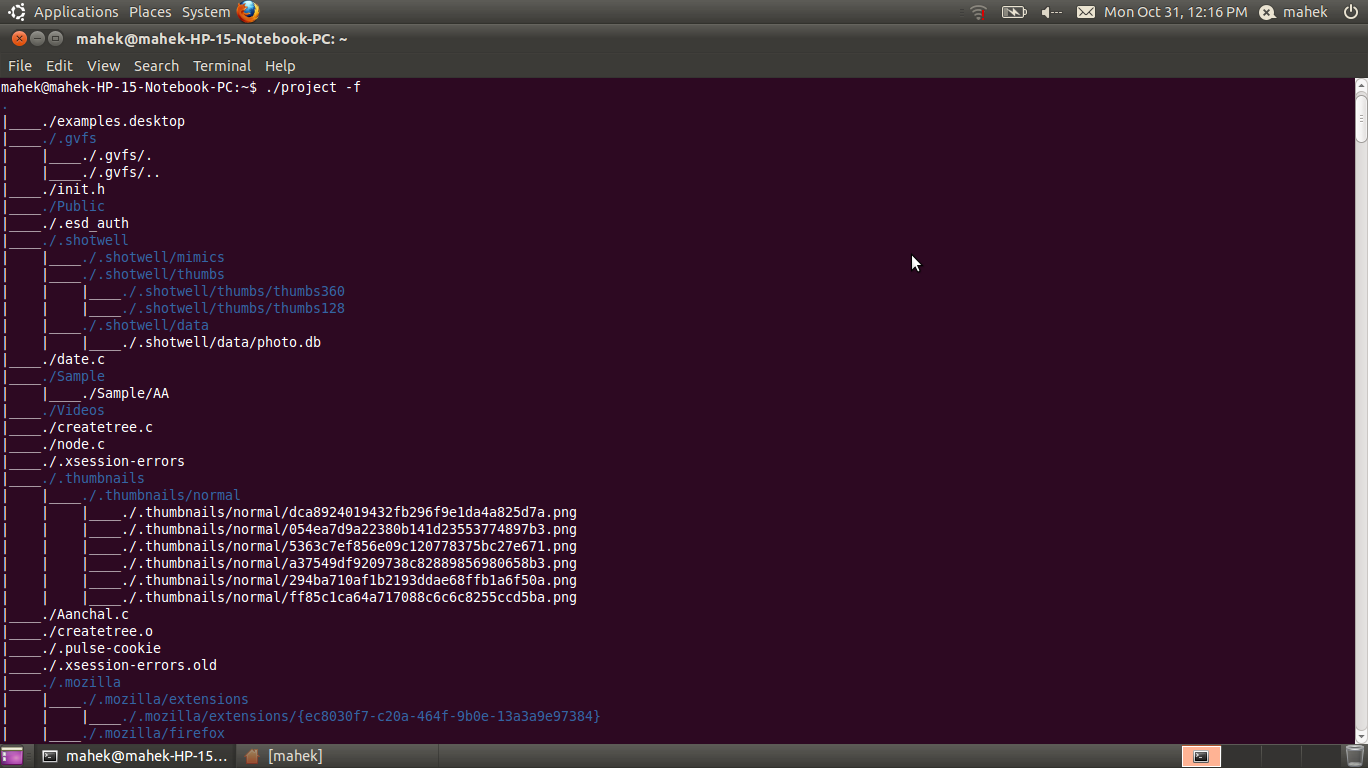 Applications Places System Mon Oct 31, 12:16 PM mahek
mahek@mahek-HP-15-Notebook-PC: ~
File Edit View Search Terminal Help
mahek@mahek-HP-15-Notebook-PC:~$ ./project -f
.
|____./examples.desktop
|____./.gvfs
|    |____./.gvfs/.
|    |____./.gvfs/..
|____./init.h
|____./Public
|____./.esd_auth
|____./.shotwell
|    |____./.shotwell/mimics
|    |____./.shotwell/thumbs
|    |    |____./.shotwell/thumbs/thumbs360
|    |    |____./.shotwell/thumbs/thumbs128
|    |____./.shotwell/data
|    |    |____./.shotwell/data/photo.db
|____./date.c
|____./Sample
|    |____./Sample/AA
|____./Videos
|____./createtree.c
|____./node.c
|____./.xsession-errors
|____./.thumbnails
|    |____./.thumbnails/normal
|    |    |____./.thumbnails/normal/dca8924019432fb296f9e1da4a825d7a.png
|    |    |____./.thumbnails/normal/054ea7d9a22380b141d23553774897b3.png
|    |    |____./.thumbnails/normal/5363c7ef856e09c120778375bc27e671.png
|    |    |____./.thumbnails/normal/a37549df9209738c82889856980658b3.png
|    |    |____./.thumbnails/normal/294ba710af1b2193ddae68ffb1a6f50a.png
|    |    |____./.thumbnails/normal/ff85c1ca64a717088c6c6c8255ccd5ba.png
|____./Aanchal.c
|____./createtree.o
|____./.pulse-cookie
|____./.xsession-errors.old
|____./.mozilla
|    |____./.mozilla/extensions
|    |    |____./.mozilla/extensions/{ec8030f7-c20a-464f-9b0e-13a3a9e97384}
|    |____./.mozilla/firefox
mahek@mahek-HP-15... [mahek]